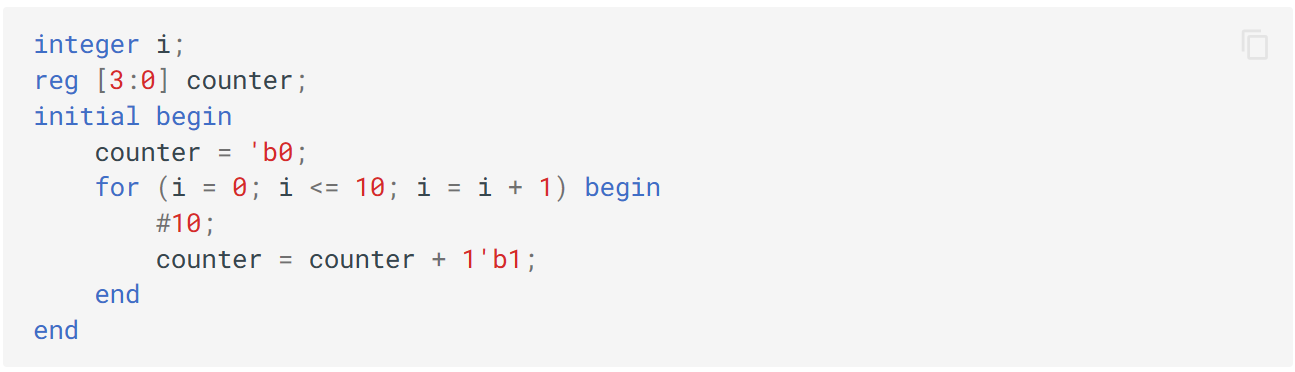 integer i;
reg [3:0] counter;
initial begin
    counter = 'b0;
    for (i = 0; i <= 10; i = i + 1) begin
        #10;
        counter = counter + 1'b1;
    end
end